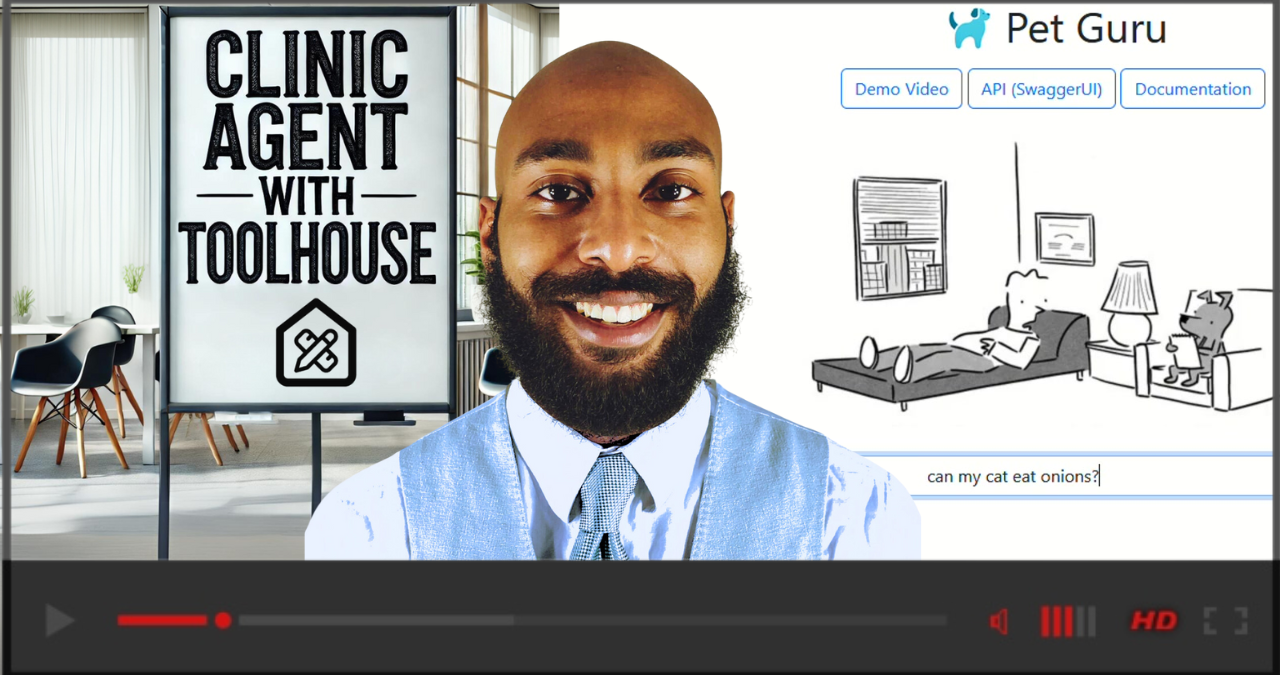 CLINIC
AGENT
WITH
TOOLHOUSE
Pet Guru
Demo Video
API (SwaggerUI)
Documentation
can my cat eat onions?
HD